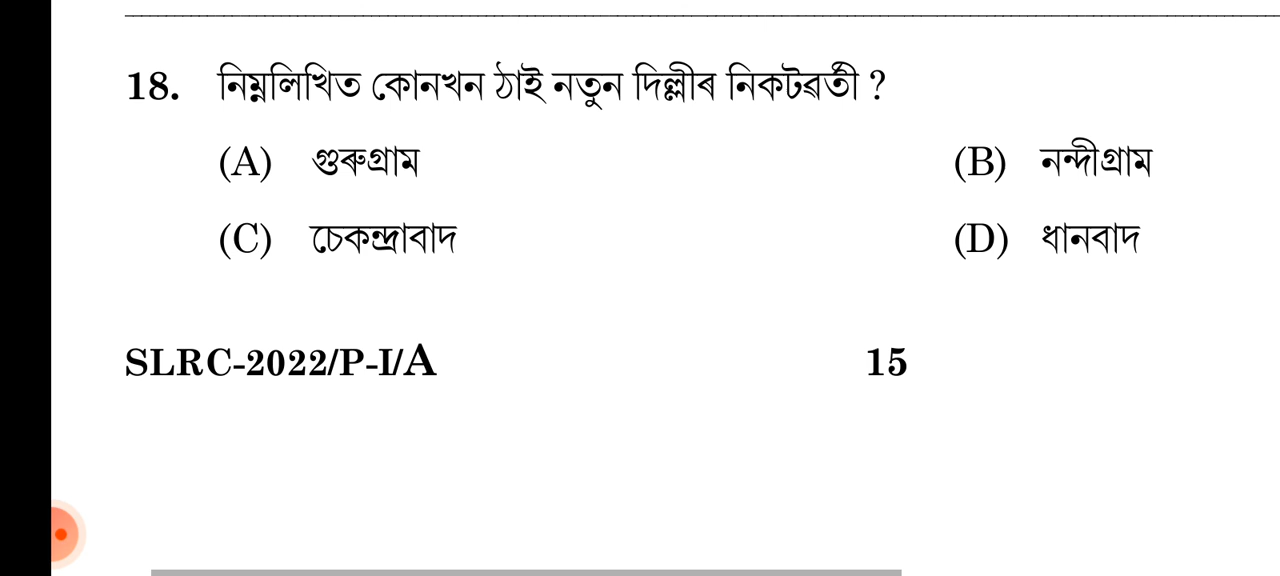 18. নিম্নলিখিত কোনখন ঠাই নতুন দিল্লীৰ নিকটৱৰ্তী ?
(A) গুৰুগ্ৰাম (B) নন্দীগ্ৰাম
(C) চেকন্দ্ৰাবাদ (D) ধানবাদ
SLRC-2022/P-I/A 15